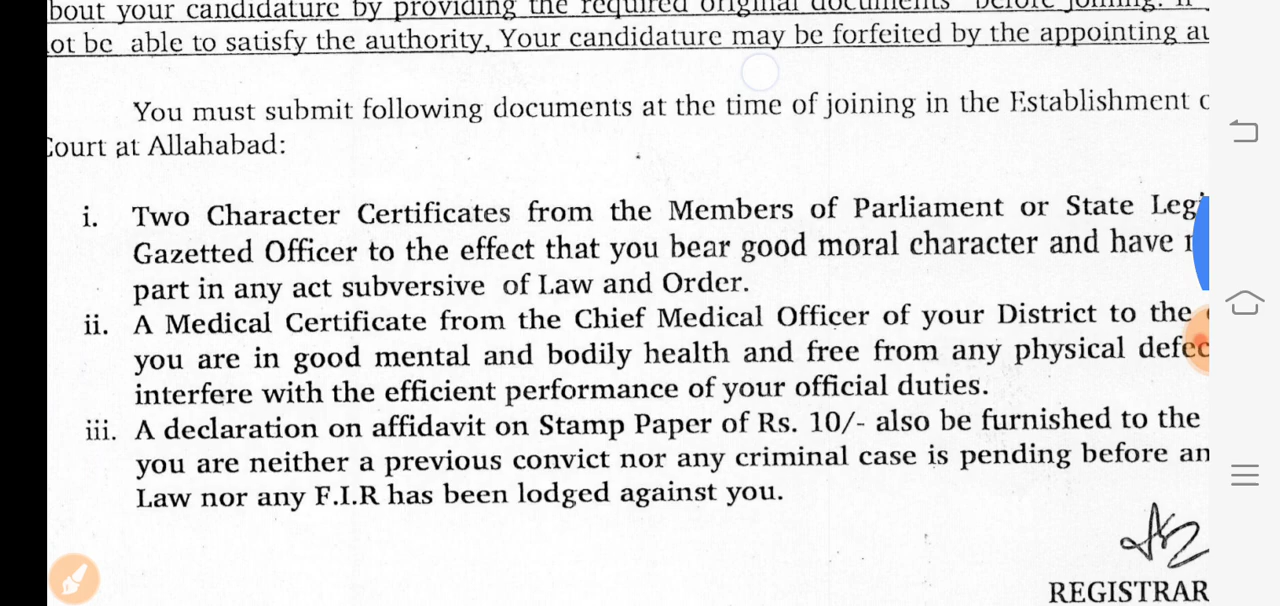 bout your candidature by providing the required original documents before joining. If
ot be able to satisfy the authority, Your candidature may be forfeited by the appointing au
You must submit following documents at the time of joining in the Establishment o
Court at Allahabad:
i. Two Character Certificates from the Members of Parliament or State Legi
Gazetted Officer to the effect that you bear good moral character and have
part in any act subversive of Law and Order.
ii. A Medical Certificate from the Chief Medical Officer of your District to the
you are in good mental and bodily health and free from any physical defec
interfere with the efficient performance of your official duties.
iii. A declaration on affidavit on Stamp Paper of Rs. 10/- also be furnished to the
you are neither a previous convict nor any criminal case is pending before an
Law nor any F.I.R has been lodged against you.
REGISTRAR